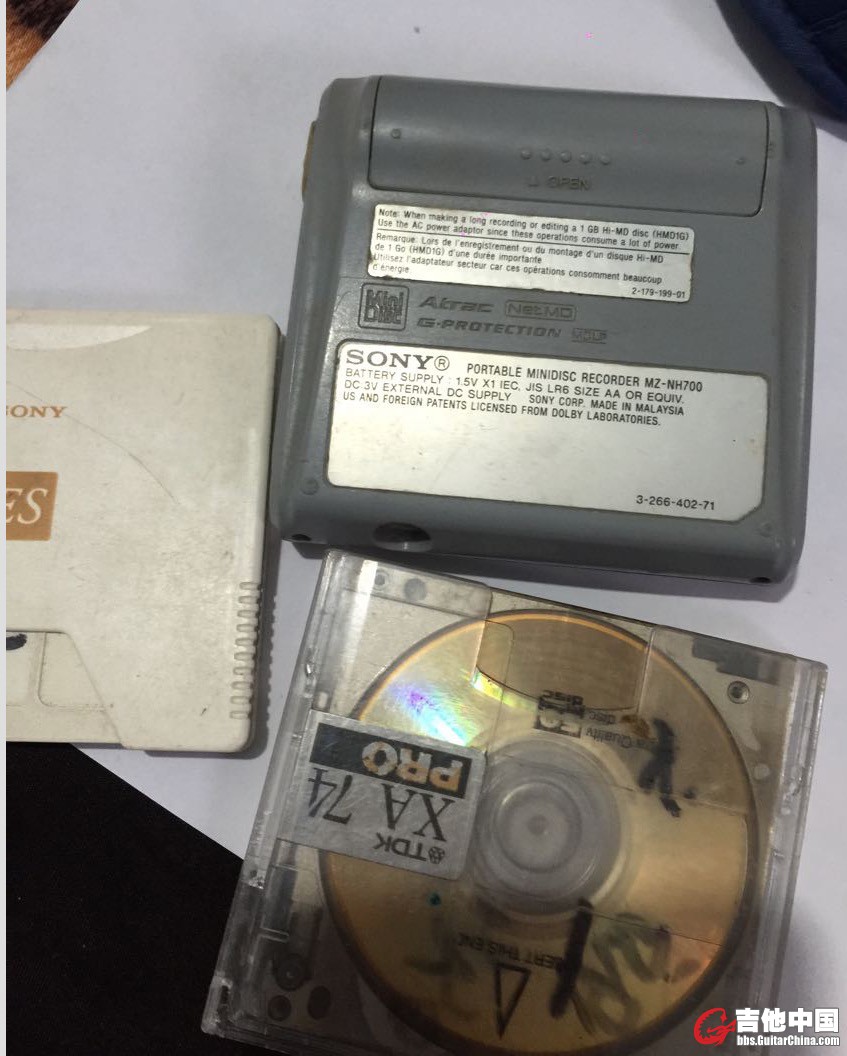 OPEN
Note: When making a long recording or editing a 1 GB Hi-MD disc (HMD1G)
Use the AC power adaptor since these operations consume a lot of power.
Remarque: Lors de l'enregistrement ou du montage d'un disque Hi-MD
de 1 Go (HMD1G) d'une durée importante
Utilisez l'adaptateur secteur car ces opérations consomment beaucoup
d'énergie
2-179-199-01
Mini Disc Atrac NetMD
G-PROTECTION
SONY® PORTABLE MINIDISC RECORDER MZ-NH700
BATTERY SUPPLY : 1.5V X1 IEC, JIS LR6 SIZE AA OR EQUIV.
DC 3V EXTERNAL DC SUPPLY SONY CORP. MADE IN MALAYSIA
US AND FOREIGN PATENTS LICENSED FROM DOLBY LABORATORIES.
3-266-402-71
SONY
ES
TDK
XA 74
PRO
Quality
THIS END
吉他中国
bbs.GuitarChina.com